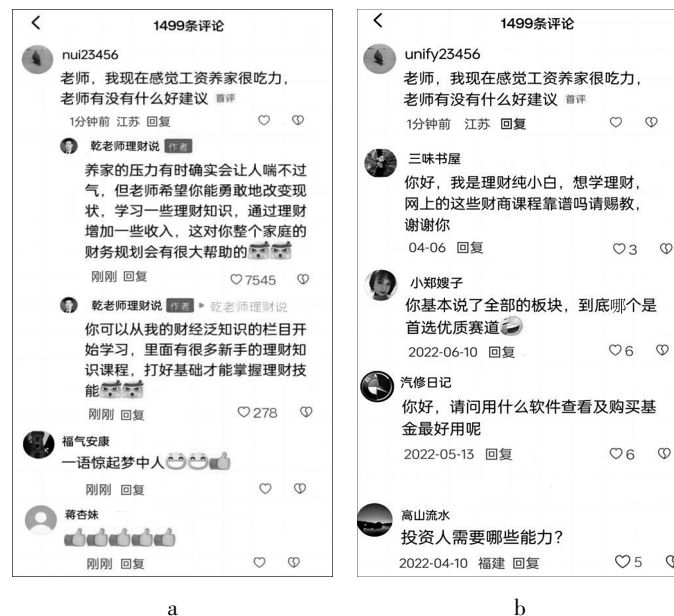 1499条评论
nui23456
老师，我现在感觉工资养家很吃力，
老师有没有什么好建议 首评
1分钟前 江苏 回复
乾老师理财说 作者
养家的压力有时确实会让人喘不过
气，但老师希望你能勇敢地改变现
状，学习一些理财知识，通过理财
增加一些收入，这对你整个家庭的
财务规划会有很大帮助的
刚刚 回复 7545
乾老师理财说 作者 乾老师理财说
你可以从我的财经泛知识的栏目开
始学习，里面有很多新手的理财知
识课程，打好基础才能掌握理财技
能
刚刚 回复 278
福气安康
一语惊起梦中人
刚刚 回复
蒋杏妹
刚刚 回复
a
1499条评论
unify23456
老师，我现在感觉工资养家很吃力，
老师有没有什么好建议 首评
1分钟前 江苏 回复
三味书屋
你好，我是理财纯小白，想学理财，
网上的这些财商课程靠谱吗请赐教，
谢谢你
04-06 回复 3
小郑嫂子
你基本说了全部的板块，到底哪个是
首选优质赛道
2022-06-10 回复 6
汽修日记
你好，请问用什么软件查看及购买基
金最好用呢
2022-05-13 回复 6
高山流水
投资人需要哪些能力？
2022-04-10 福建 回复 5
b